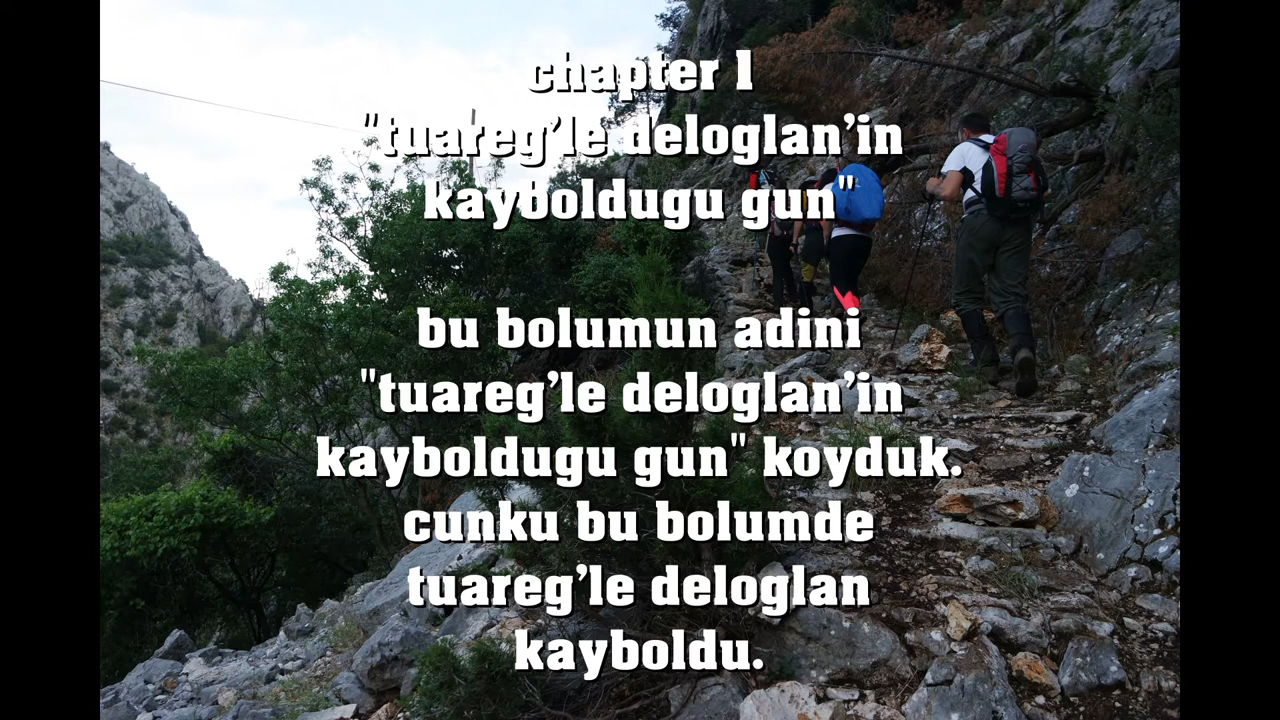 chapter 1
"tuareg'le deloglan'in
kayboldugu gun"
bu bolumun adini
"tuareg'le deloglan'in
kayboldugu gun" koyduk.
cunku bu bolumde
tuareg'le deloglan
kayboldu.